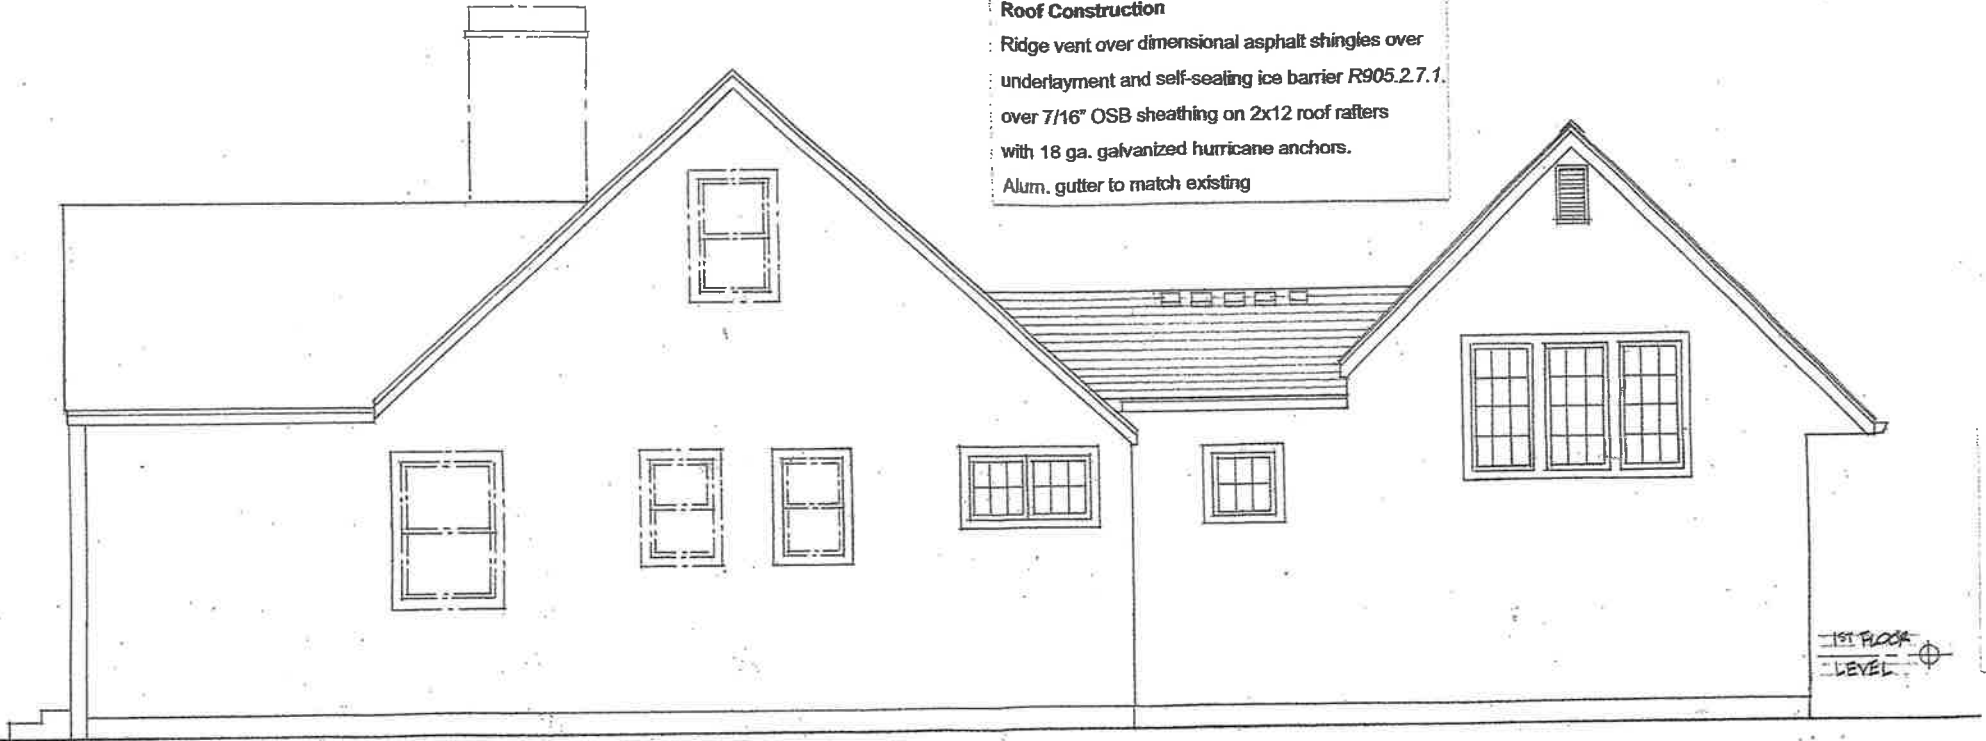 Roof Construction
Ridge vent over dimensional asphalt shingles over
underlayment and self-sealing ice barrier R905.2.7.1.
over 7/16" OSB sheathing on 2x12 roof rafters
with 18 ga. galvanized hurricane anchors.
Alum. gutter to match existing
1ST FLOOR
LEVEL